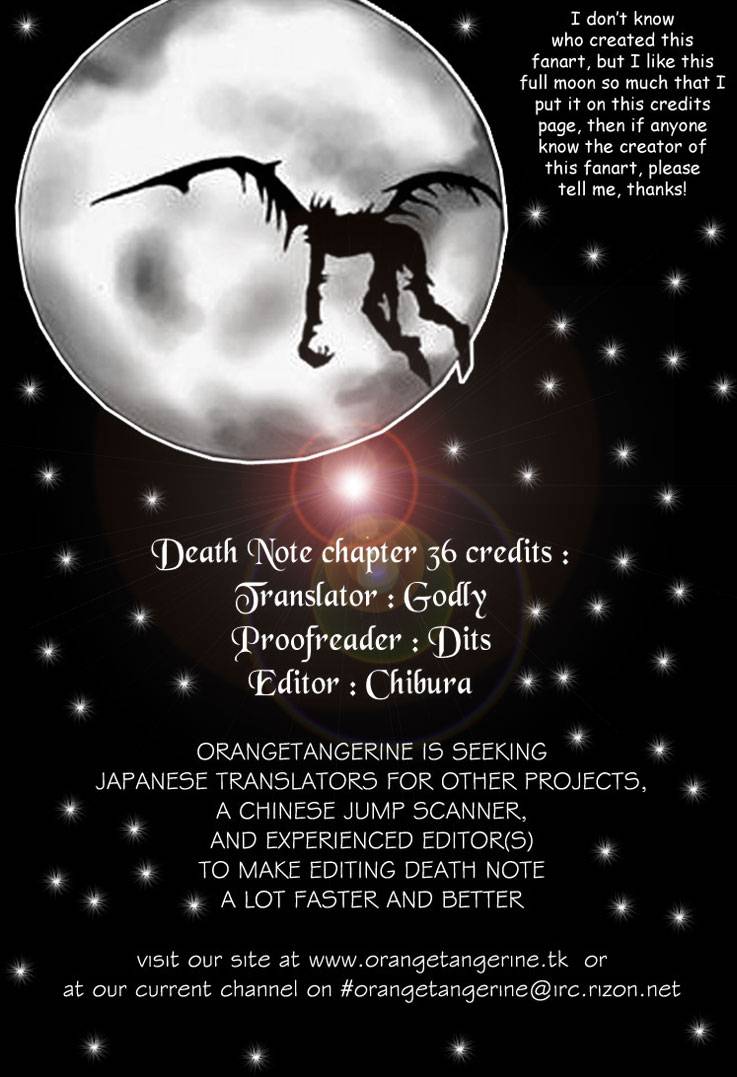 I don't know
who created this
fanart, but I like this
full moon so much that I
put it on this credits
page, then if anyone
know the creator of
this fanart, please
tell me, thanks!
Death Note chapter 36 credits :
Translator : Godly
Proofreader : Dits
Editor : Chibura
ORANGETANGERINE IS SEEKING
JAPANESE TRANSLATORS FOR OTHER PROJECTS,
A CHINESE JUMP SCANNER,
AND EXPERIENCED EDITOR(S)
TO MAKE EDITING DEATH NOTE
A LOT FASTER AND BETTER
visit our site at www.orangetangerine.tk or
at our current channel on #orangetangerine@irc.rizon.net